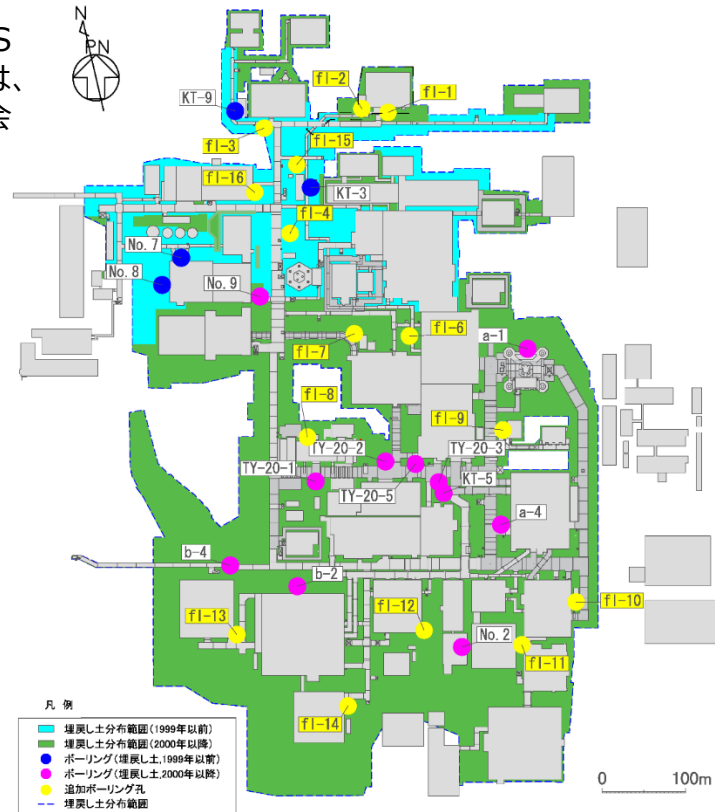 S
は、
会
N
PN
fl-2
fl-1
KT-9
fl-3
fl-15
fl-16
KT-3
fl-4
No. 7
No. 8
No. 9
fl-7
fl-6
a-1
fl-8
fl-9
TY-20-2
TY-20-3
TY-20-1
TY-20-5
KT-5
a-4
b-4
b-2
fl-12
fl-10
fl-13
No. 2
fl-11
fl-14
凡 例
埋戻し土分布範囲(1999年以前)
埋戻し土分布範囲(2000年以降)
ボーリング(埋戻し土,1999年以前)
ボーリング(埋戻し土,2000年以降)
追加ボーリング孔
埋戻し土分布範囲
0 100m